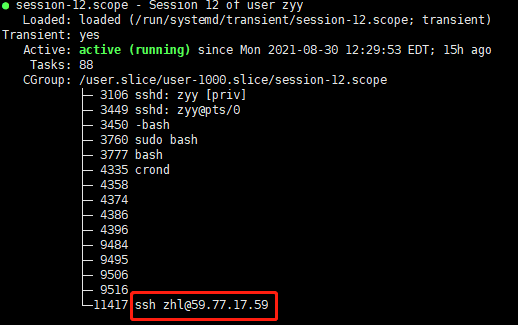 ● session-12.scope - Session 12 of user zyy
Loaded: loaded (/run/systemd/transient/session-12.scope; transient)
Transient: yes
Active: active (running) since Mon 2021-08-30 12:29:53 EDT; 15h ago
Tasks: 88
CGroup: /user.slice/user-1000.slice/session-12.scope
├─ 3106 sshd: zyy [priv]
├─ 3449 sshd: zyy@pts/0
├─ 3450 -bash
├─ 3760 sudo bash
├─ 3777 bash
├─ 4335 crond
├─ 4358
├─ 4374
├─ 4386
├─ 4396
├─ 9484
├─ 9495
├─ 9506
├─ 9516
└─11417 ssh zhl@59.77.17.59